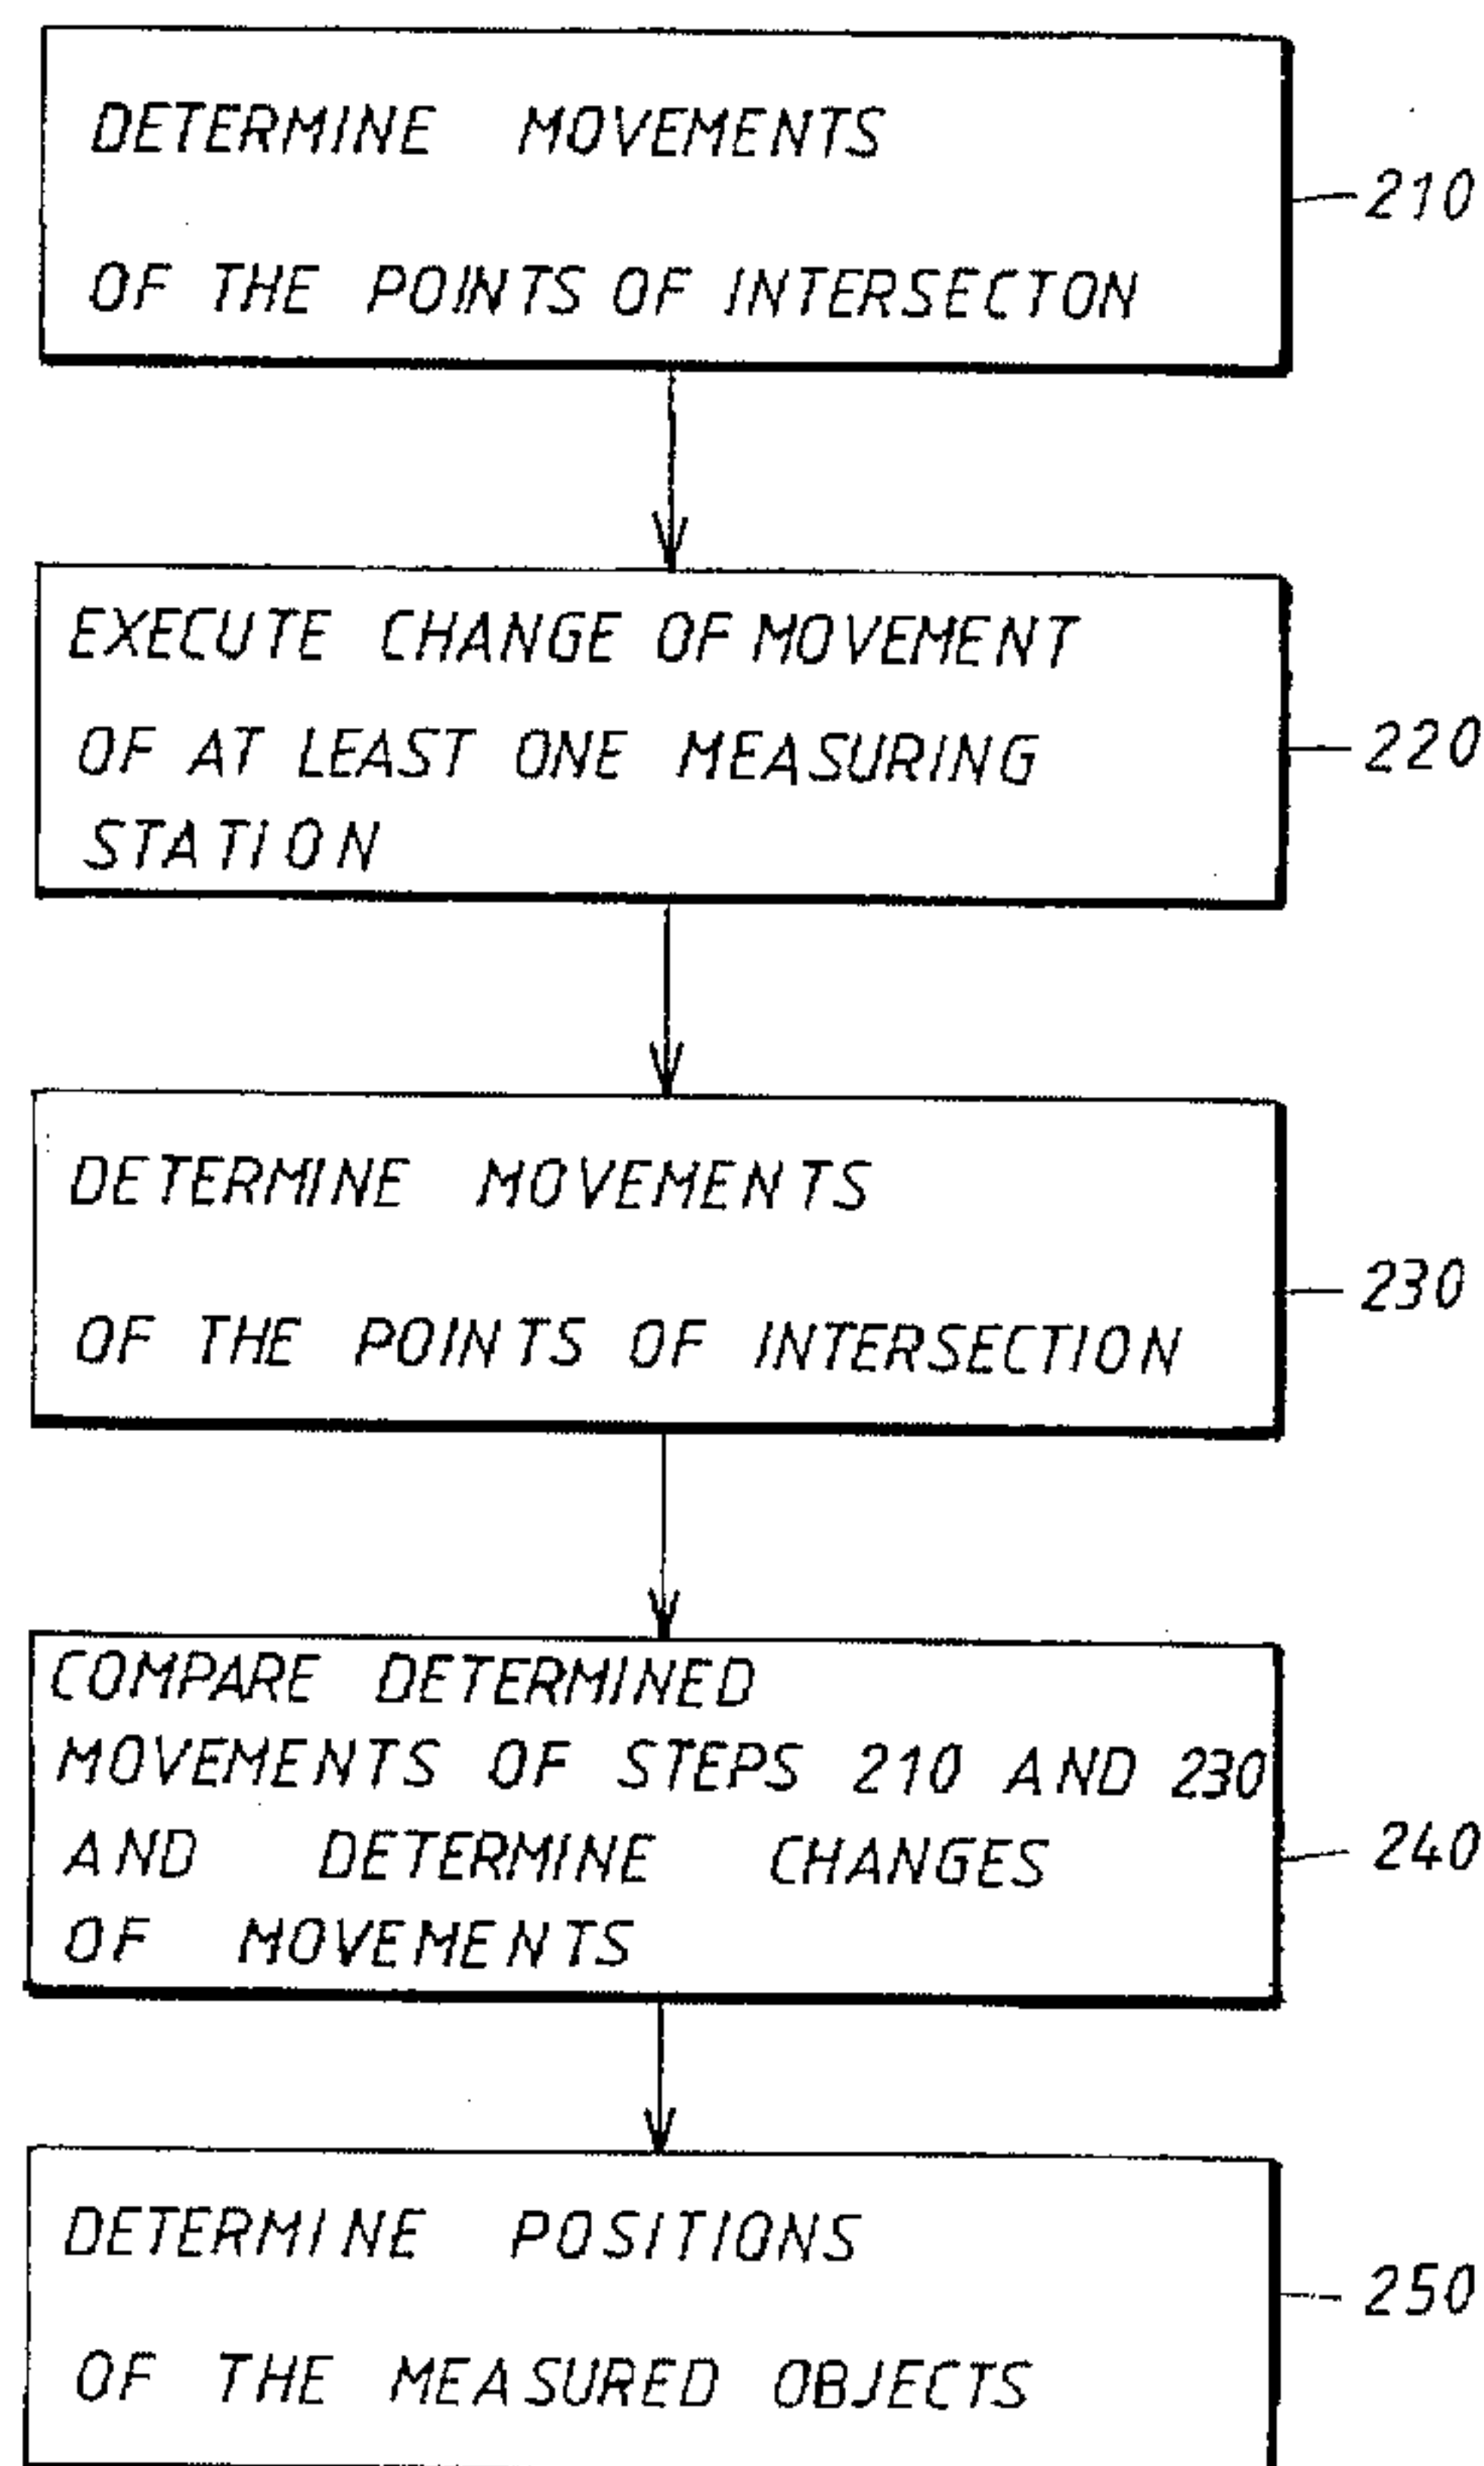 DETERMINE MOVEMENTS
OF THE POINTS OF INTERSECTON
210
EXECUTE CHANGE OF MOVEMENT
OF AT LEAST ONE MEASURING
STATION
220
DETERMINE MOVEMENTS
OF THE POINTS OF INTERSECTION
230
COMPARE DETERMINED
MOVEMENTS OF STEPS 210 AND 230
AND DETERMINE CHANGES
OF MOVEMENTS
240
DETERMINE POSITIONS
OF THE MEASURED OBJECTS
250